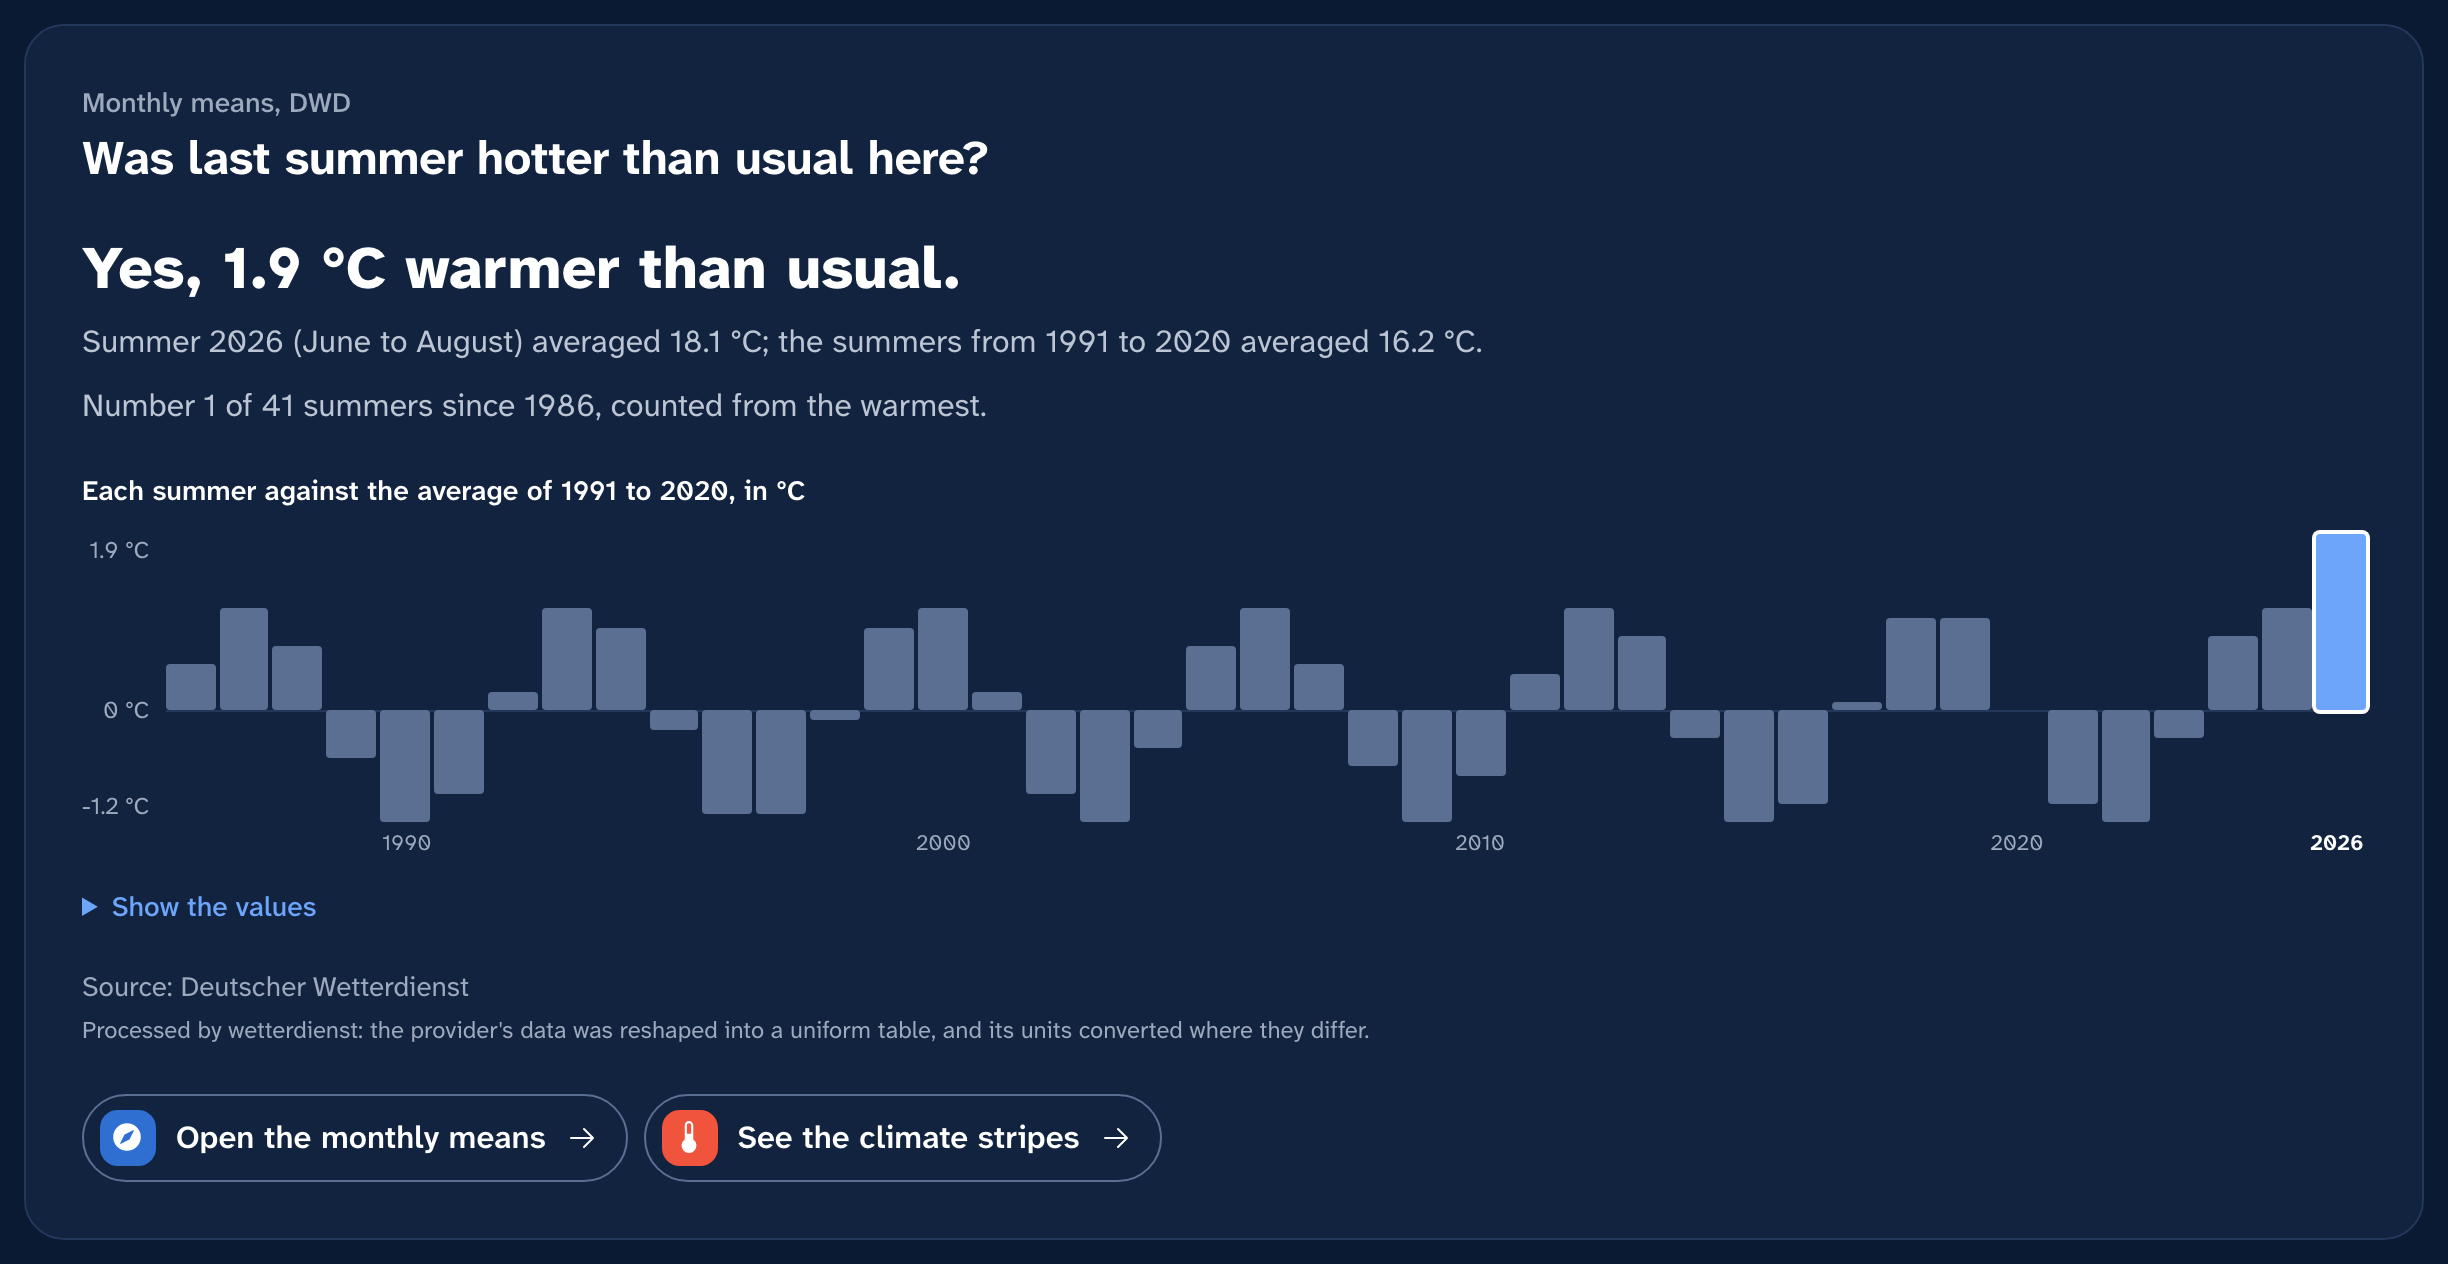 Monthly means, DWD
Was last summer hotter than usual here?
Yes, 1.9 °C warmer than usual.
Summer 2026 (June to August) averaged 18.1 °C; the summers from 1991 to 2020 averaged 16.2 °C.
Number 1 of 41 summers since 1986, counted from the warmest.
Each summer against the average of 1991 to 2020, in °C
1.9 °C
0 °C
-1.2 °C
1990 2000 2010 2020 2026
Show the values
Source: Deutscher Wetterdienst
Processed by wetterdienst: the provider's data was reshaped into a uniform table, and its units converted where they differ.
Open the monthly means → See the climate stripes →